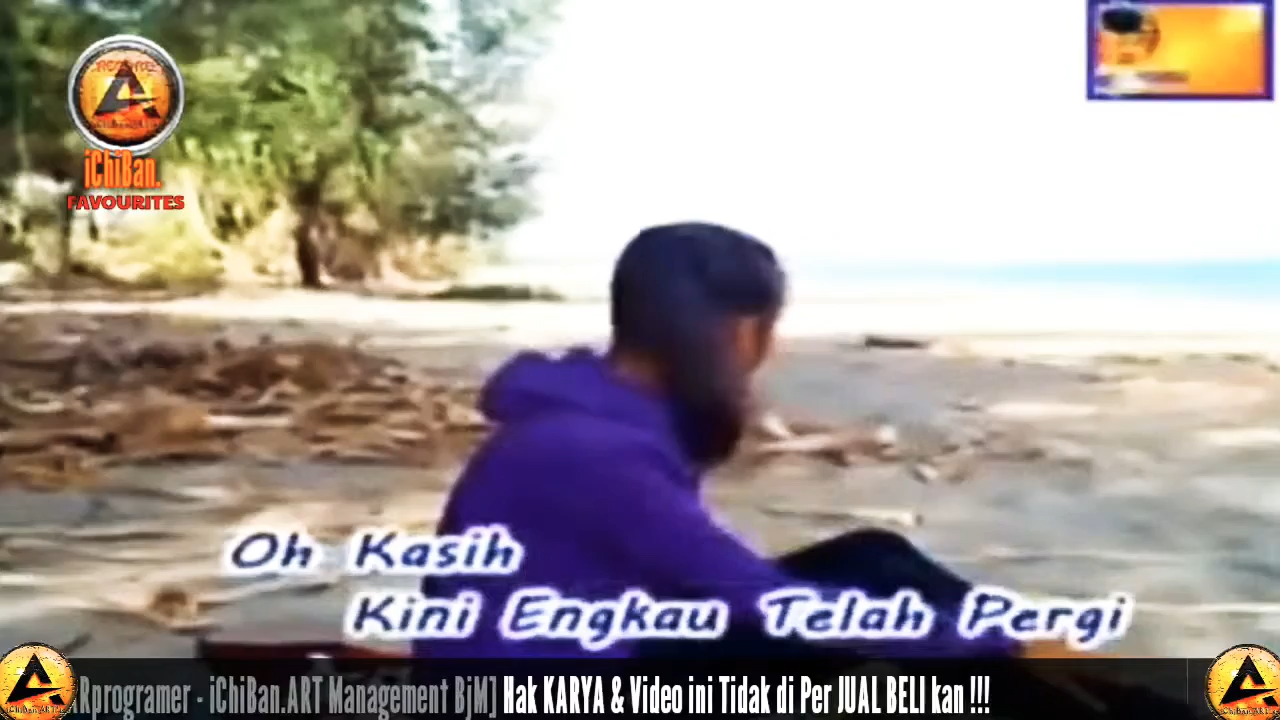 iChiBan.
FAVOURITES
Oh Kasih
Kini Engkau Telah Pergi
Rprogramer - iChiBan.ART Management BjM] Hak KARYA & Video ini Tidak di Per JUAL BELI kan !!!